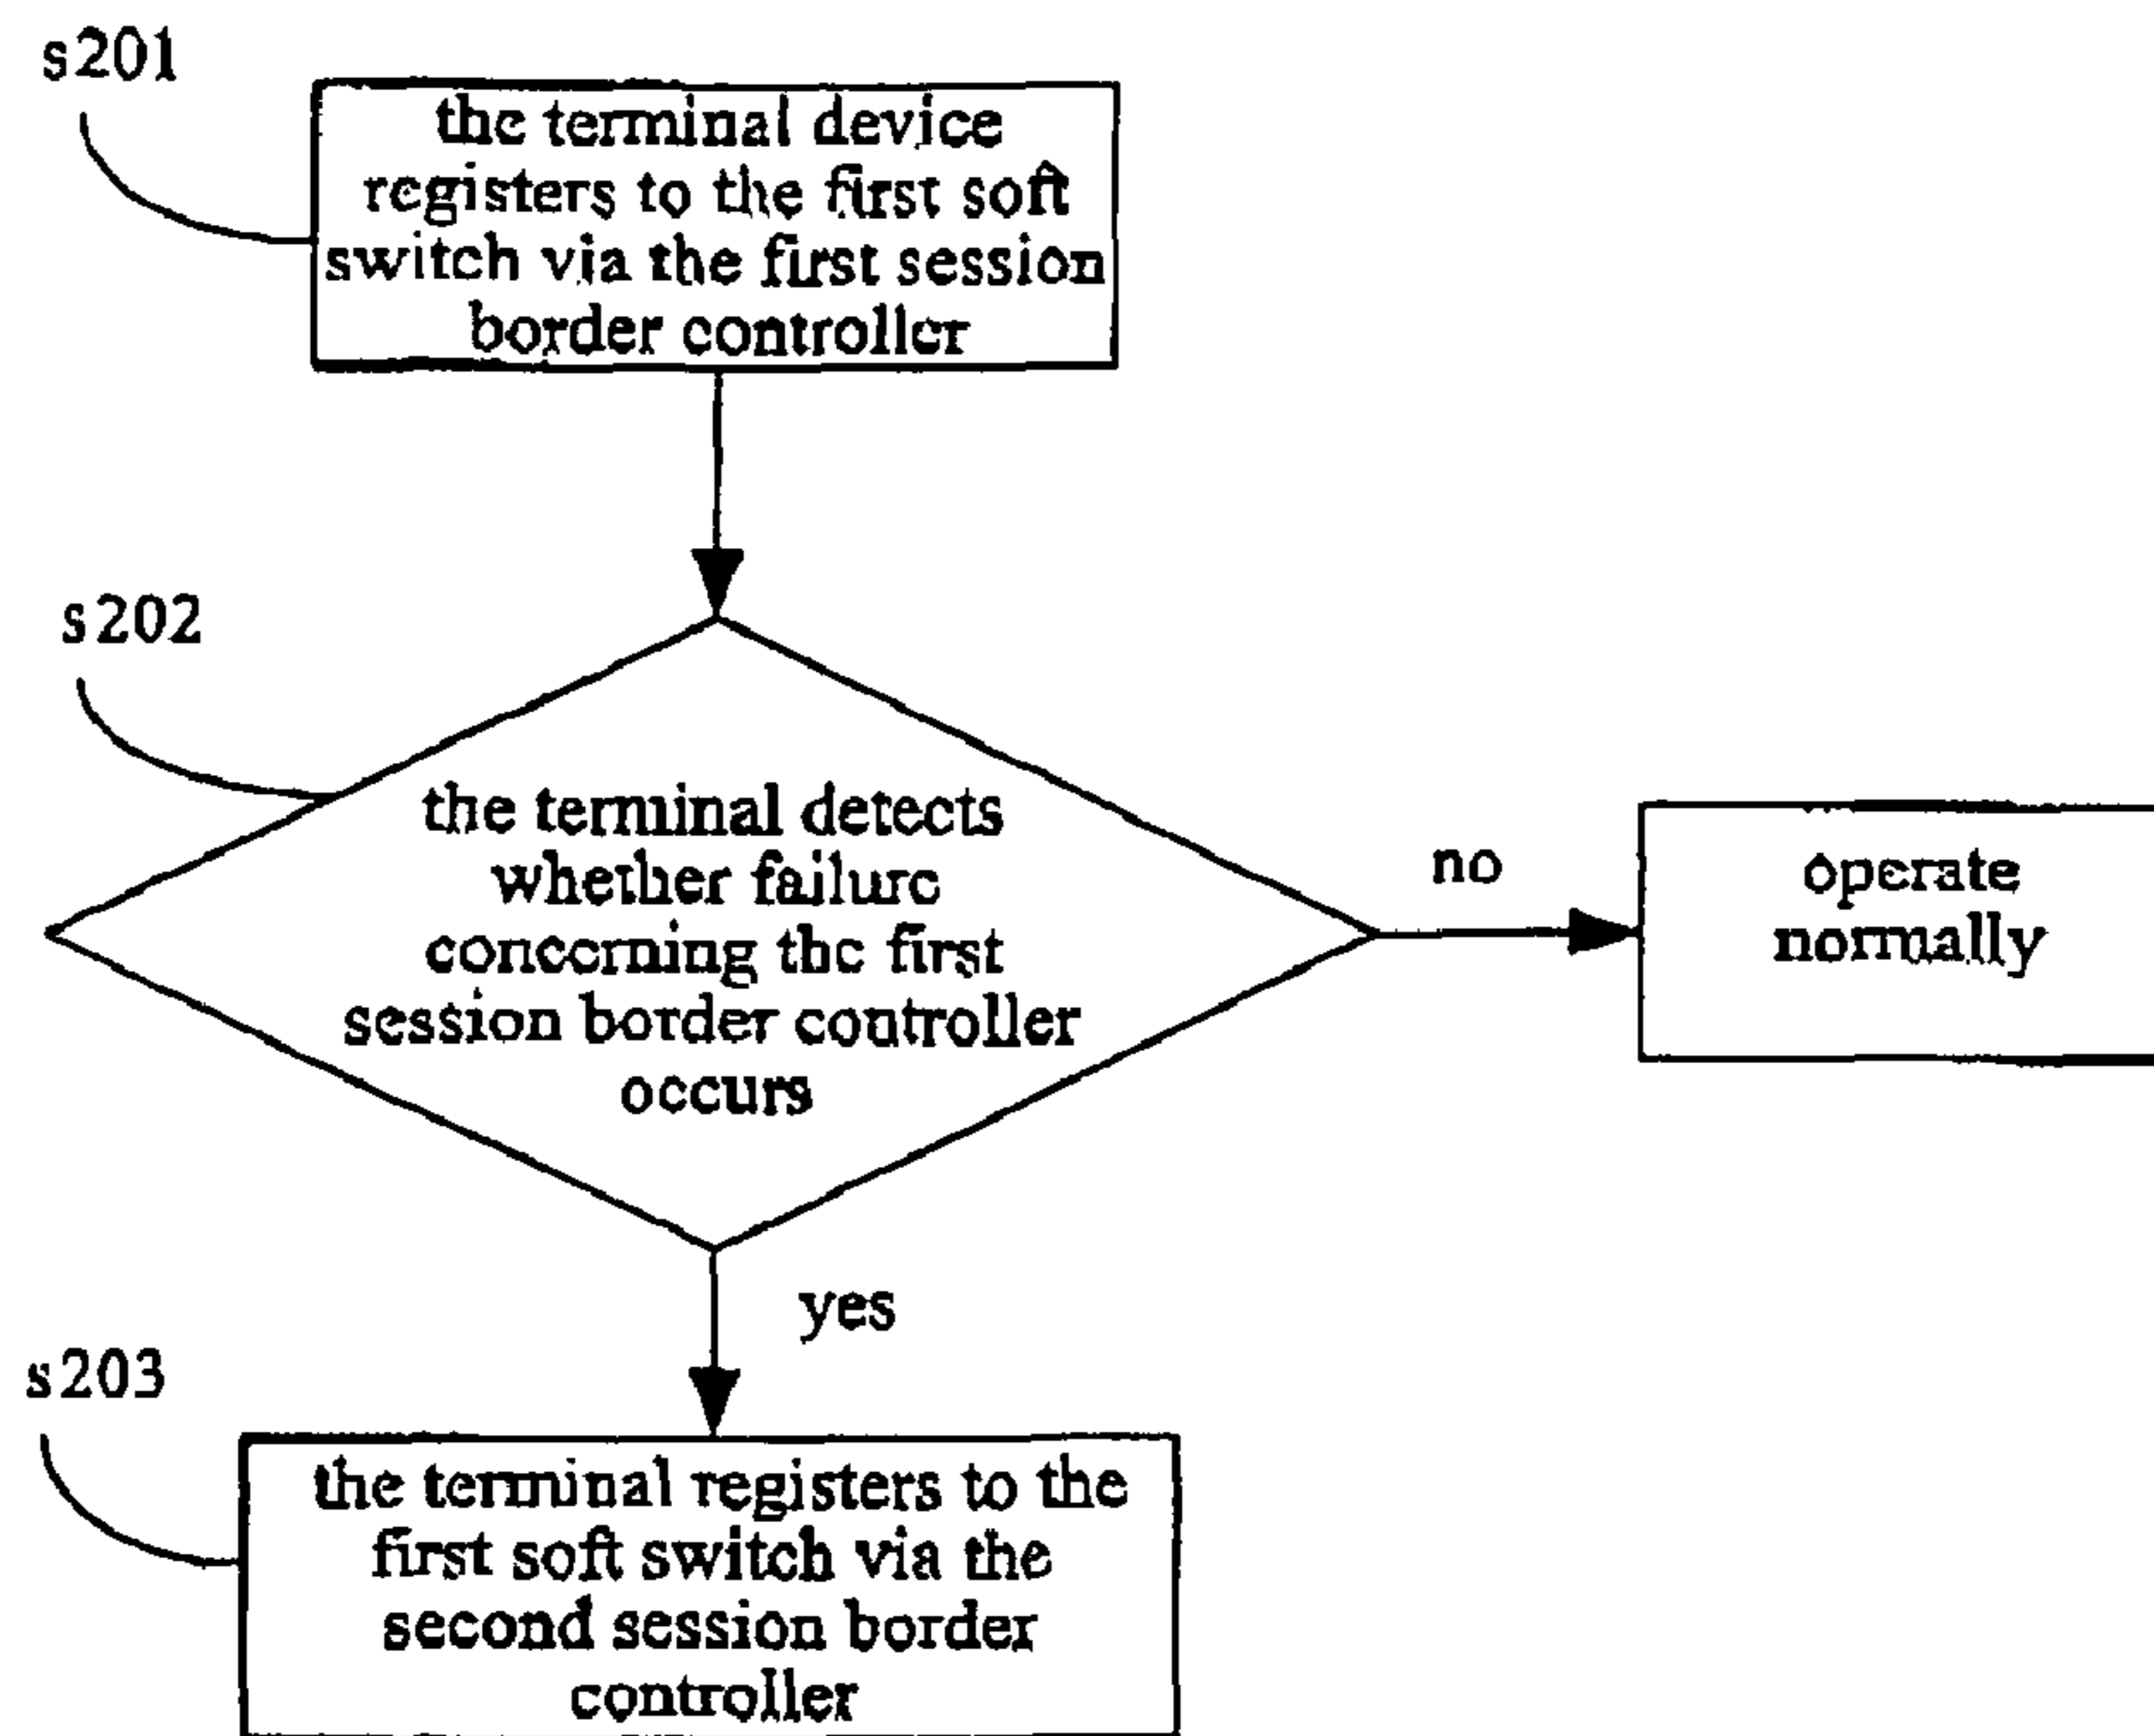 s201
the terminal device
registers to the first soft
switch via the first session
border controller
s202
the terminal detects
whether failure
concerning the first
session border controller
occurs
no
operate
normally
yes
s203
the terminal registers to the
first soft switch via the
second session border
controller